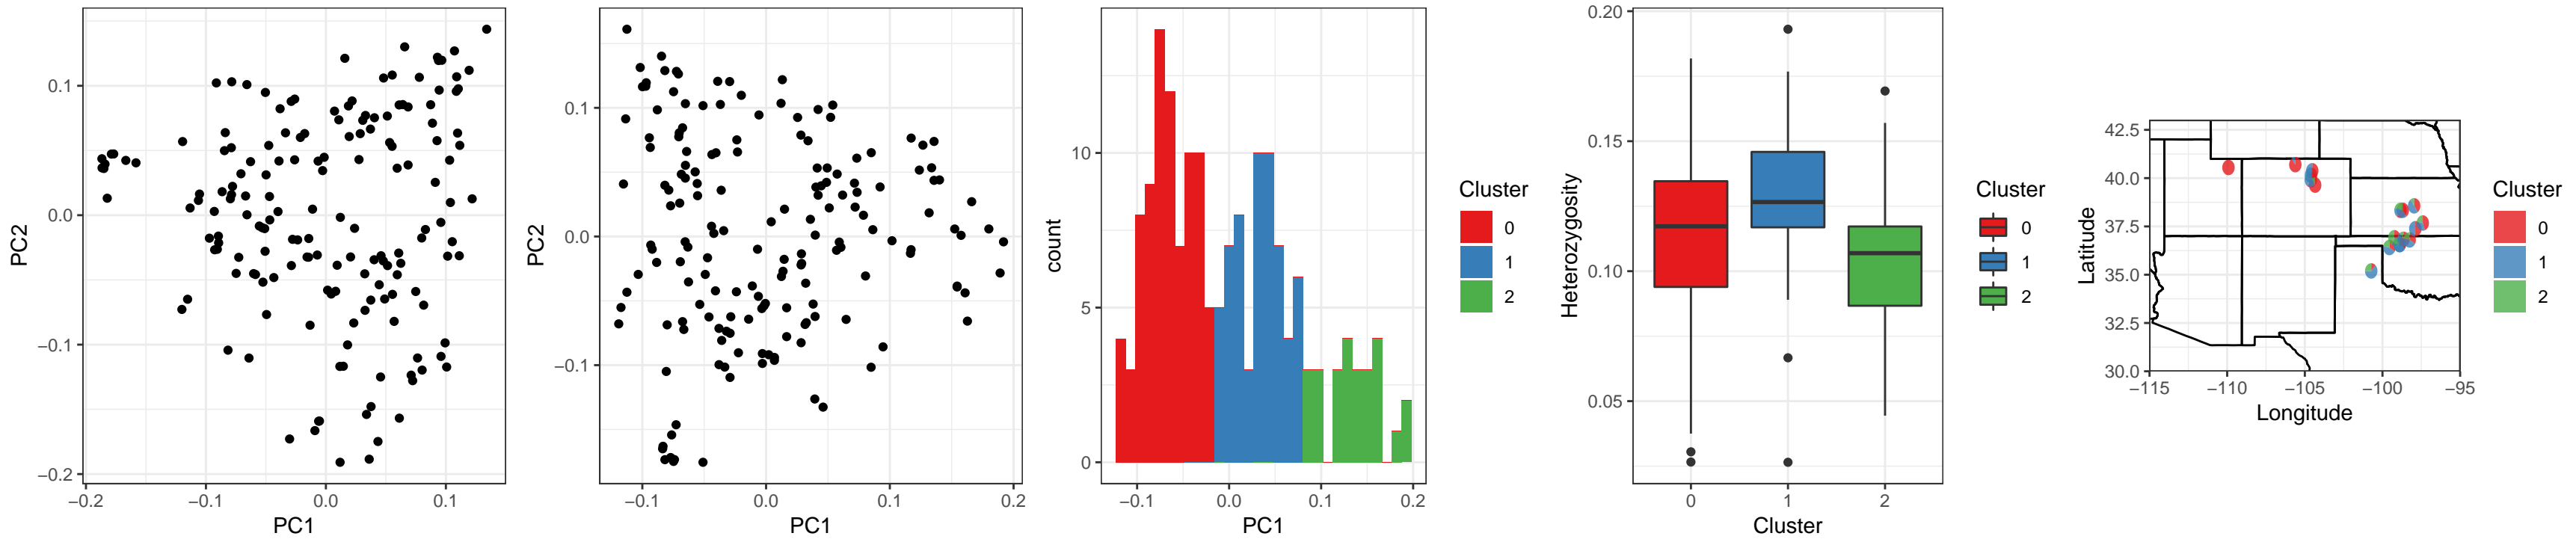 0.1
0.0
−0.1
−0.2
PC2
−0.2 −0.1 0.0 0.1
PC1
0.1
0.0
−0.1
PC2
−0.1 0.0 0.1 0.2
PC1
10
5
0
count
−0.1 0.0 0.1 0.2
PC1
Cluster
0
1
2
0.20
0.15
0.10
0.05
Heterozygosity
0 1 2
Cluster
Cluster
0
1
2
42.5
40.0
37.5
35.0
32.5
30.0
Latitude
−115 −110 −105 −100 −95
Longitude
Cluster
0
1
2